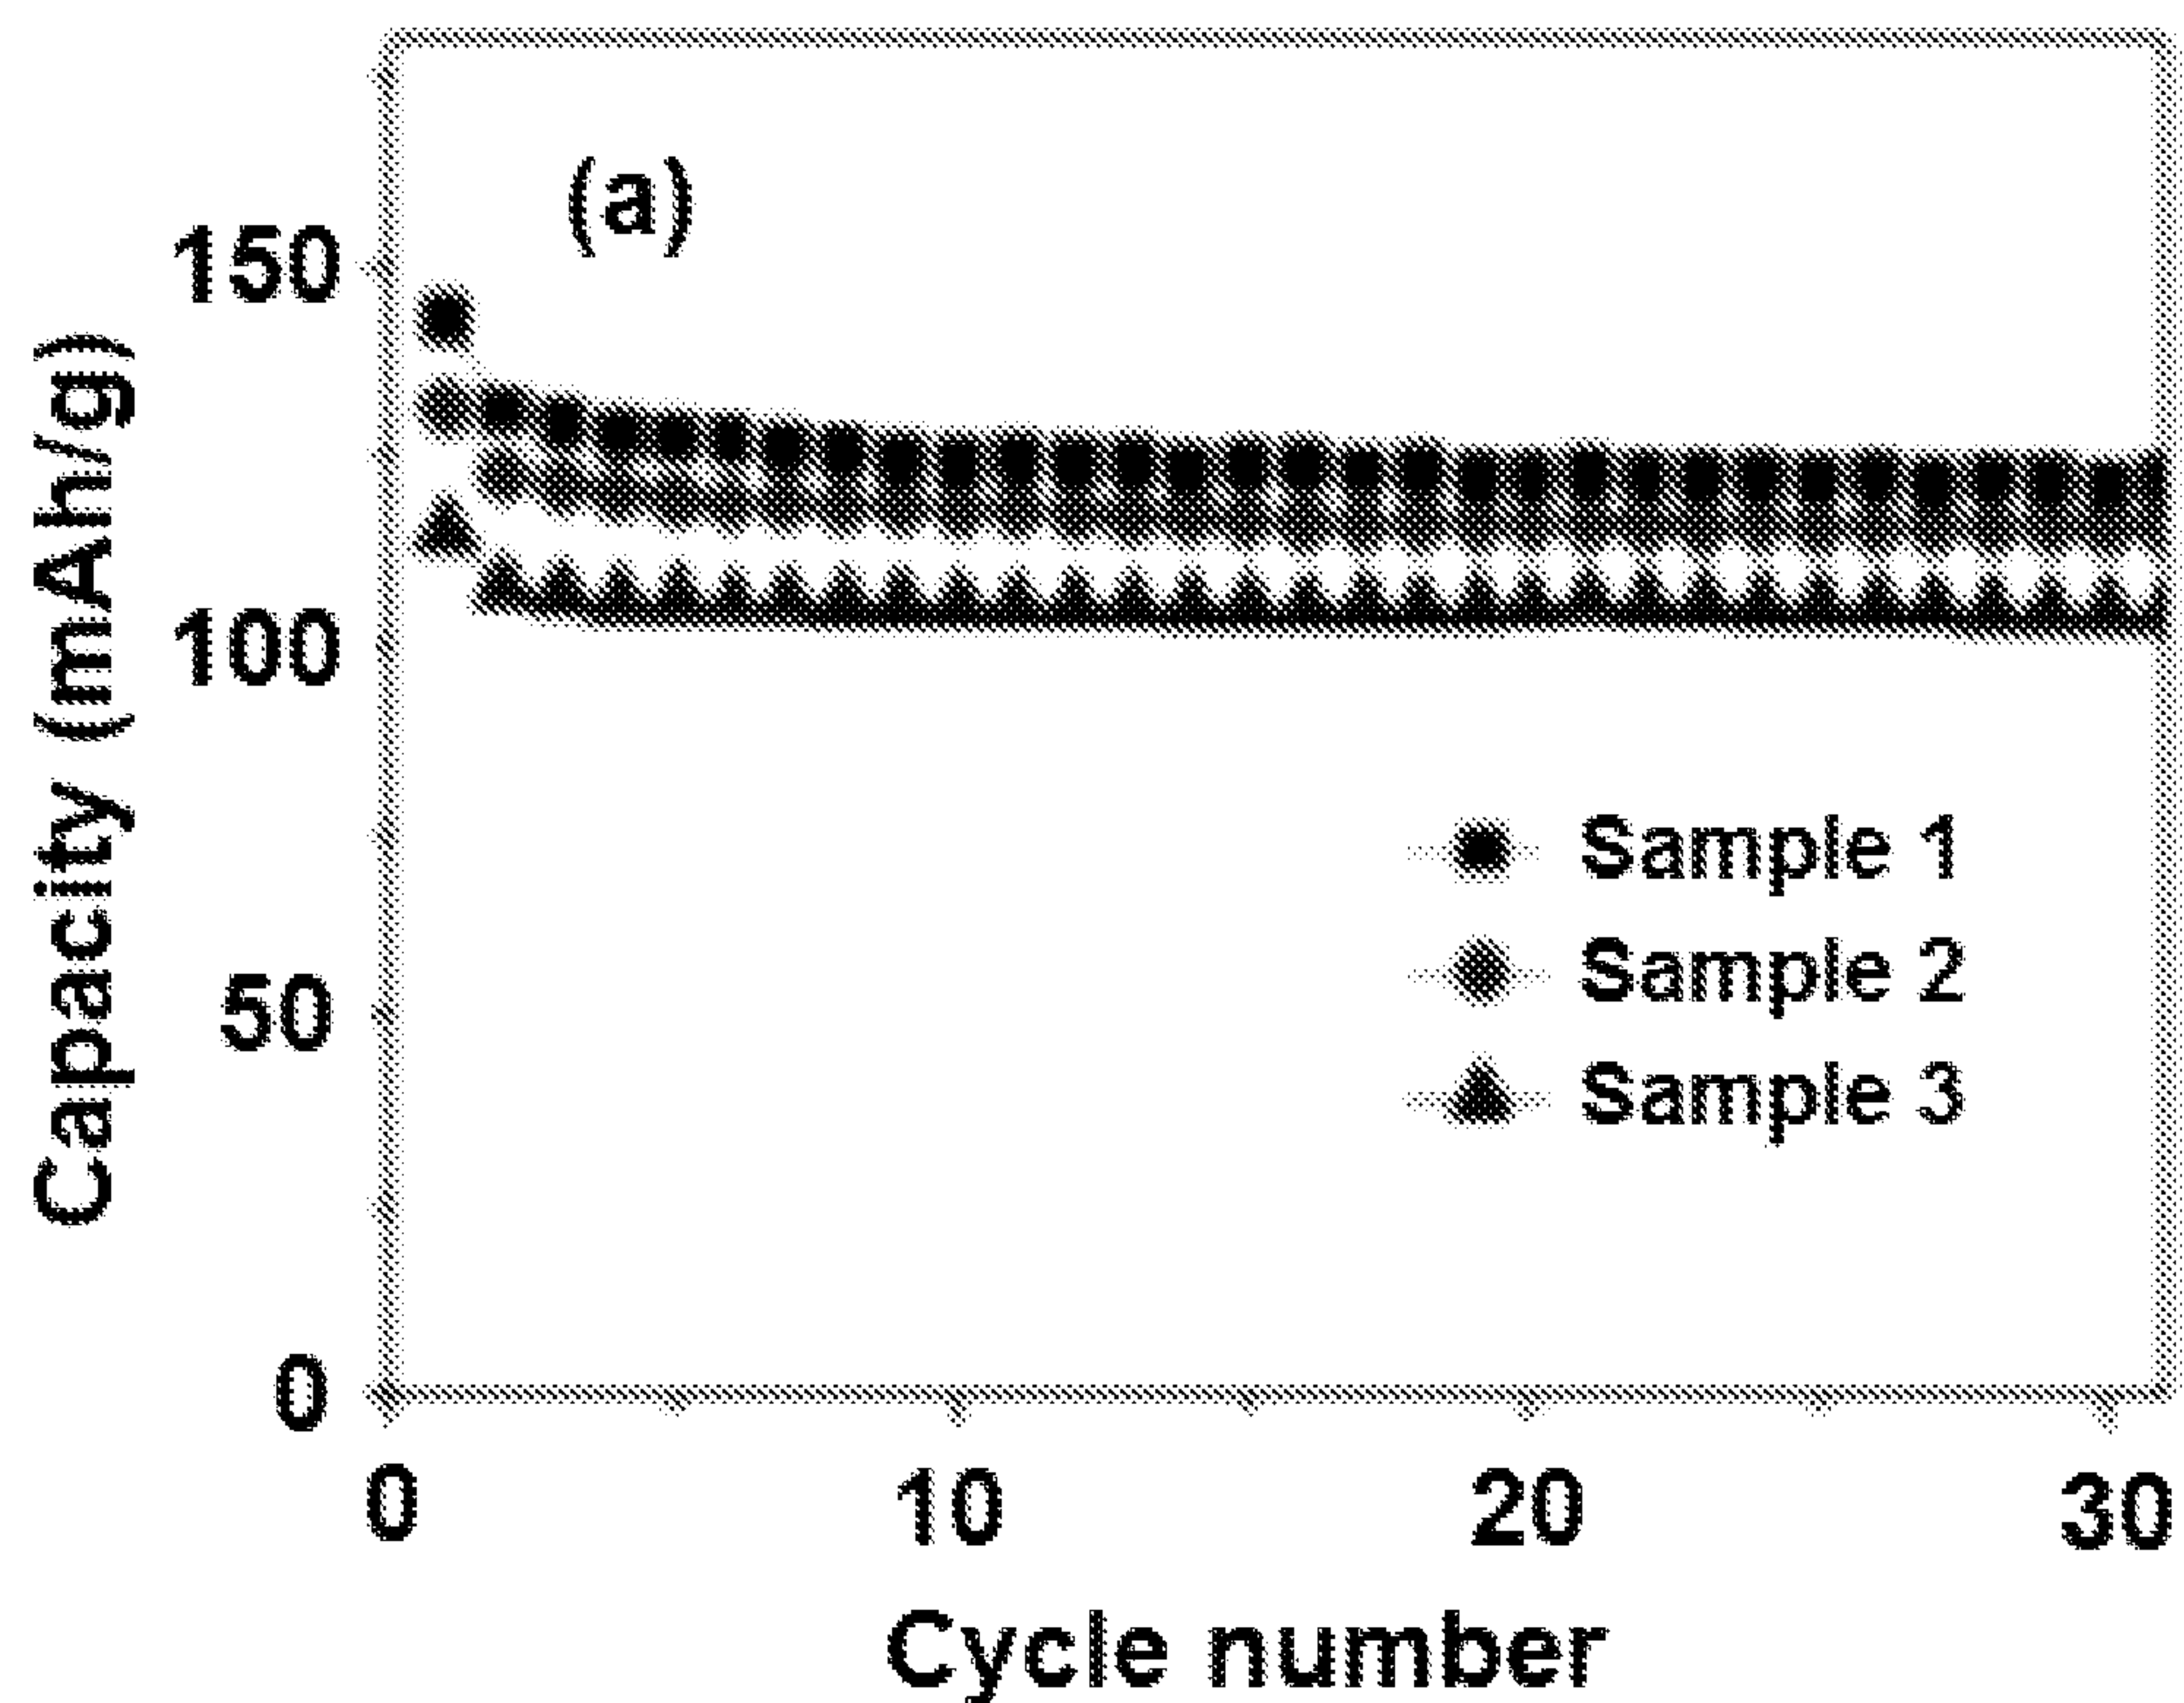 (a)
150
100
50
0
Capacity (mAh/g)
Sample 1
Sample 2
Sample 3
0 10 20 30
Cycle number